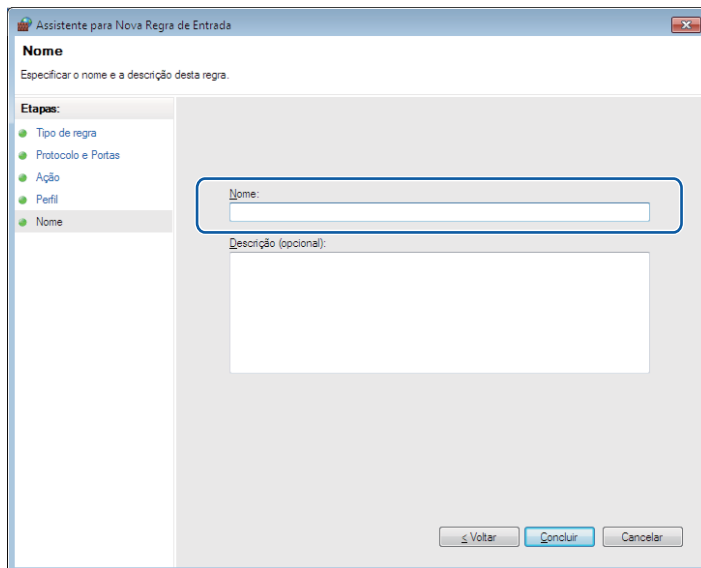 Assistente para Nova Regra de Entrada
Nome
Especificar o nome e a descrição desta regra.
Etapas:
Tipo de regra
Protocolo e Portas
Ação
Perfil
Nome
Nome:
Descrição (opcional):
< Voltar
Concluir
Cancelar